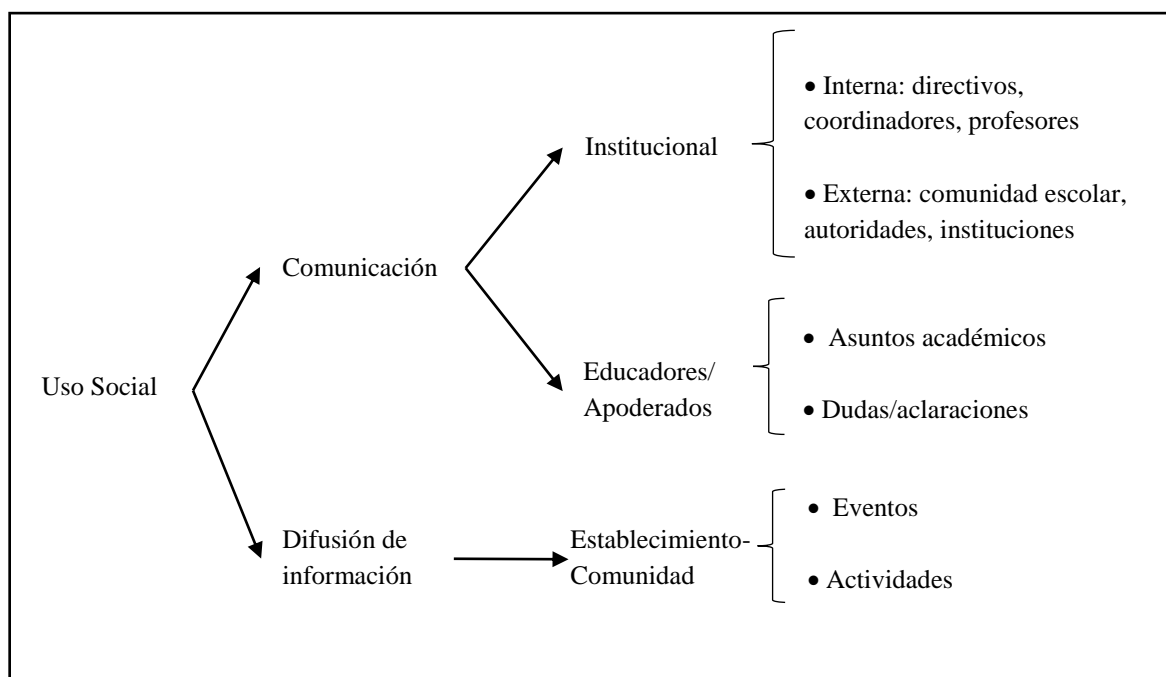 • Interna: directivos,
coordinadores, profesores
Institucional
• Externa: comunidad escolar,
autoridades, instituciones
Comunicación
• Asuntos académicos
Educadores/
Apoderados
• Dudas/aclaraciones
Uso Social
• Eventos
Difusión de
información
Establecimiento-
Comunidad
• Actividades